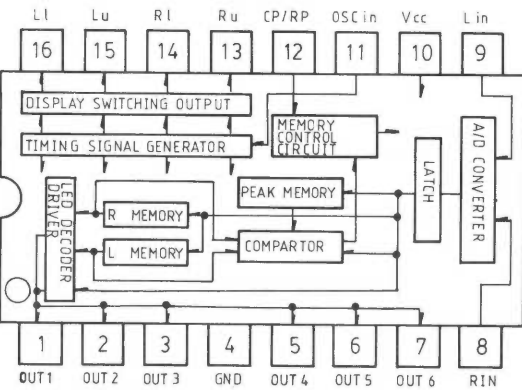 Ll Lu Rl Ru CP/RP OSCin Vcc Lin
16 15 14 13 12 11 10 9
DISPLAY SWITCHING OUTPUT
TIMING SIGNAL GENERATOR
MEMORY
CONTROL
CIRCUIT
LATCH
A/D CONVERTER
PEAK MEMORY
LED DECODER
DRIVER
R MEMORY
L MEMORY
COMPARTOR
1 2 3 4 5 6 7 8
OUT1 OUT2 OUT3 GND OUT4 OUT5 OUT6 RIN